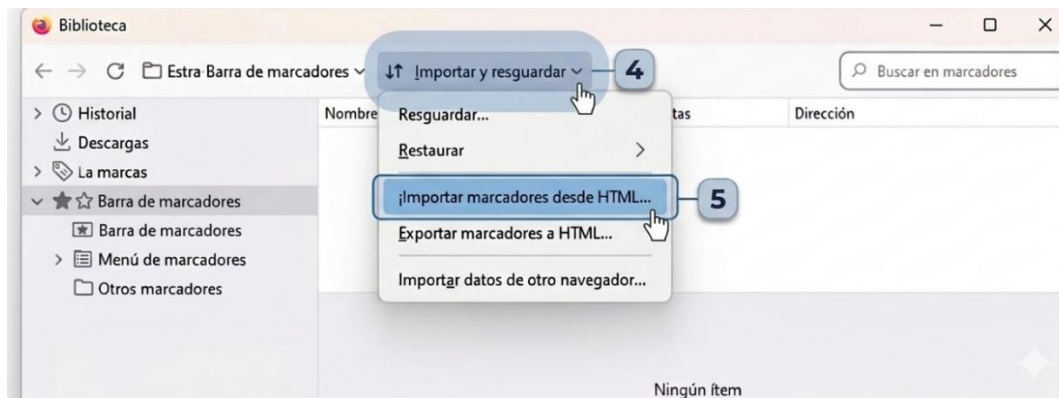 Biblioteca
Estra-Barra de marcadores
Importar y resguardar
4
Buscar en marcadores
Historial
Nombre
tas
Dirección
Resguardar...
Descargas
Restaurar
La marcas
Barra de marcadores
¡Importar marcadores desde HTML...
5
Barra de marcadores
Exportar marcadores a HTML...
Menú de marcadores
Importar datos de otro navegador...
Otros marcadores
Ningún ítem